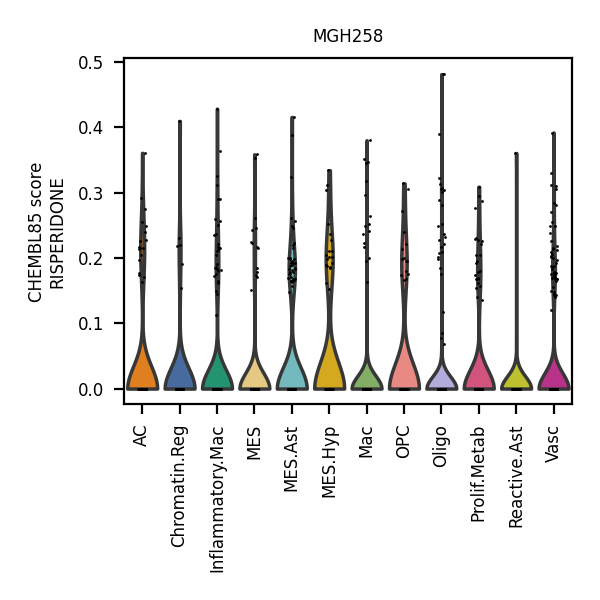 MGH258
CHEMBL85 score
RISPERIDONE
0.5
0.4
0.3
0.2
0.1
0.0
AC
Chromatin.Reg
Inflammatory.Mac
MES
MES.Ast
MES.Hyp
Mac
OPC
Oligo
Prolif.Metab
Reactive.Ast
Vasc